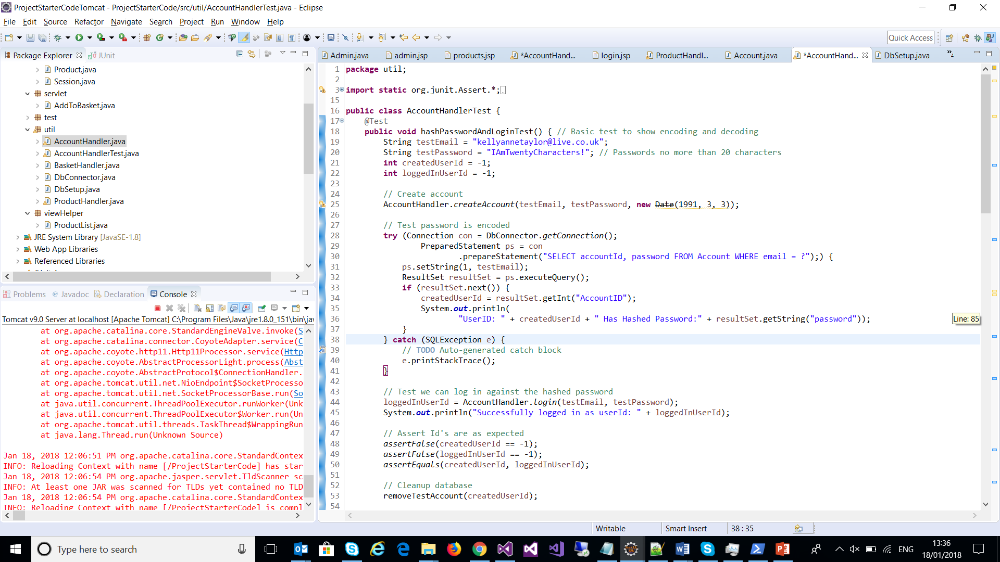 ProjectStarterCodeTomcat - ProjectStarterCode/src/util/AccountHandlerTest.java - Eclipse
File Edit Source Refactor Navigate Search Project Run Window Help
Quick Access
Package Explorer JUnit
Product.java
Session.java
servlet
AddToBasket.java
test
util
AccountHandler.java
AccountHandlerTest.java
BasketHandler.java
DbConnector.java
DbSetup.java
ProductHandler.java
viewHelper
ProductList.java
JRE System Library [JavaSE-1.8]
Web App Libraries
Referenced Libraries
Problems @ Javadoc Declaration Console
Tomcat v9.0 Server at localhost [Apache Tomcat] C:\Program Files\Java\jre1.8.0_151\bin\jav
at org.apache.catalina.core.StandardEngineValve.invoke(S
at org.apache.catalina.connector.CoyoteAdapter.service(C
at org.apache.coyote.http11.Http11Processor.service(Http
at org.apache.coyote.AbstractProcessorLight.process(Abst
at org.apache.coyote.AbstractProtocol$ConnectionHandler.
at org.apache.tomcat.util.net.NioEndpoint$SocketProcesso
at org.apache.tomcat.util.net.SocketProcessorBase.run(So
at java.util.concurrent.ThreadPoolExecutor.runWorker(Unk
at java.util.concurrent.ThreadPoolExecutor$Worker.run(Un
at org.apache.tomcat.util.threads.TaskThread$WrappingRun
at java.lang.Thread.run(Unknown Source)
Jan 18, 2018 12:06:51 PM org.apache.catalina.core.StandardContex
INFO: Reloading Context with name [/ProjectStarterCode] has star
Jan 18, 2018 12:06:54 PM org.apache.jasper.servlet.TldScanner sc
INFO: At least one JAR was scanned for TLDs yet contained no TLD
Jan 18, 2018 12:06:54 PM org.apache.catalina.core.StandardContex
INFO: Reloading Context with name [/ProjectStarterCode] is compl
Admin.java admin.jsp products.jsp *AccountHand... login.jsp ProductHandl... Account.java *AccountHand... DbSetup.java »4
1 package util;
2
3 import static org.junit.Assert.*;
15
16 public class AccountHandlerTest {
17 @Test
18 public void hashPasswordAndLoginTest() { // Basic test to show encoding and decoding
19 String testEmail = "kellyannetaylor@live.co.uk";
20 String testPassword = "IAmTwentyCharacters!"; // Passwords no more than 20 characters
21 int createdUserId = -1;
22 int loggedInUserId = -1;
23
24 // Create account
25 AccountHandler.createAccount(testEmail, testPassword, new Date(1991, 3, 3));
26
27 // Test password is encoded
28 try (Connection con = DbConnector.getConnection();
29 PreparedStatement ps = con
30 .prepareStatement("SELECT accountId, password FROM Account WHERE email = ?");) {
31 ps.setString(1, testEmail);
32 ResultSet resultSet = ps.executeQuery();
33 if (resultSet.next()) {
34 createdUserId = resultSet.getInt("AccountID");
35 System.out.println(
36 "UserID: " + createdUserId + " Has Hashed Password:" + resultSet.getString("password"));
37 }
38 } catch (SQLException e) {
39 // TODO Auto-generated catch block
40 e.printStackTrace();
41 }
42
43 // Test we can log in against the hashed password
44 loggedInUserId = AccountHandler.login(testEmail, testPassword);
45 System.out.println("Successfully logged in as userId: " + loggedInUserId);
46
47 // Assert Id's are as expected
48 assertFalse(createdUserId == -1);
49 assertFalse(loggedInUserId == -1);
50 assertEquals(createdUserId, loggedInUserId);
51
52 // Cleanup database
53 removeTestAccount(createdUserId);
54
Line: 85
Writable Smart Insert 38 : 35
Type here to search
ENG
13:36
18/01/2018